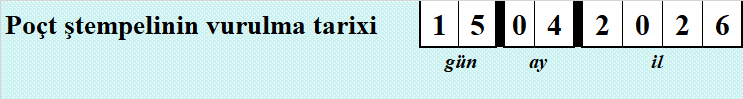 Poçt ştempelinin vurulma tarixi 1 5 0 4 2 0 2 6
gün ay il